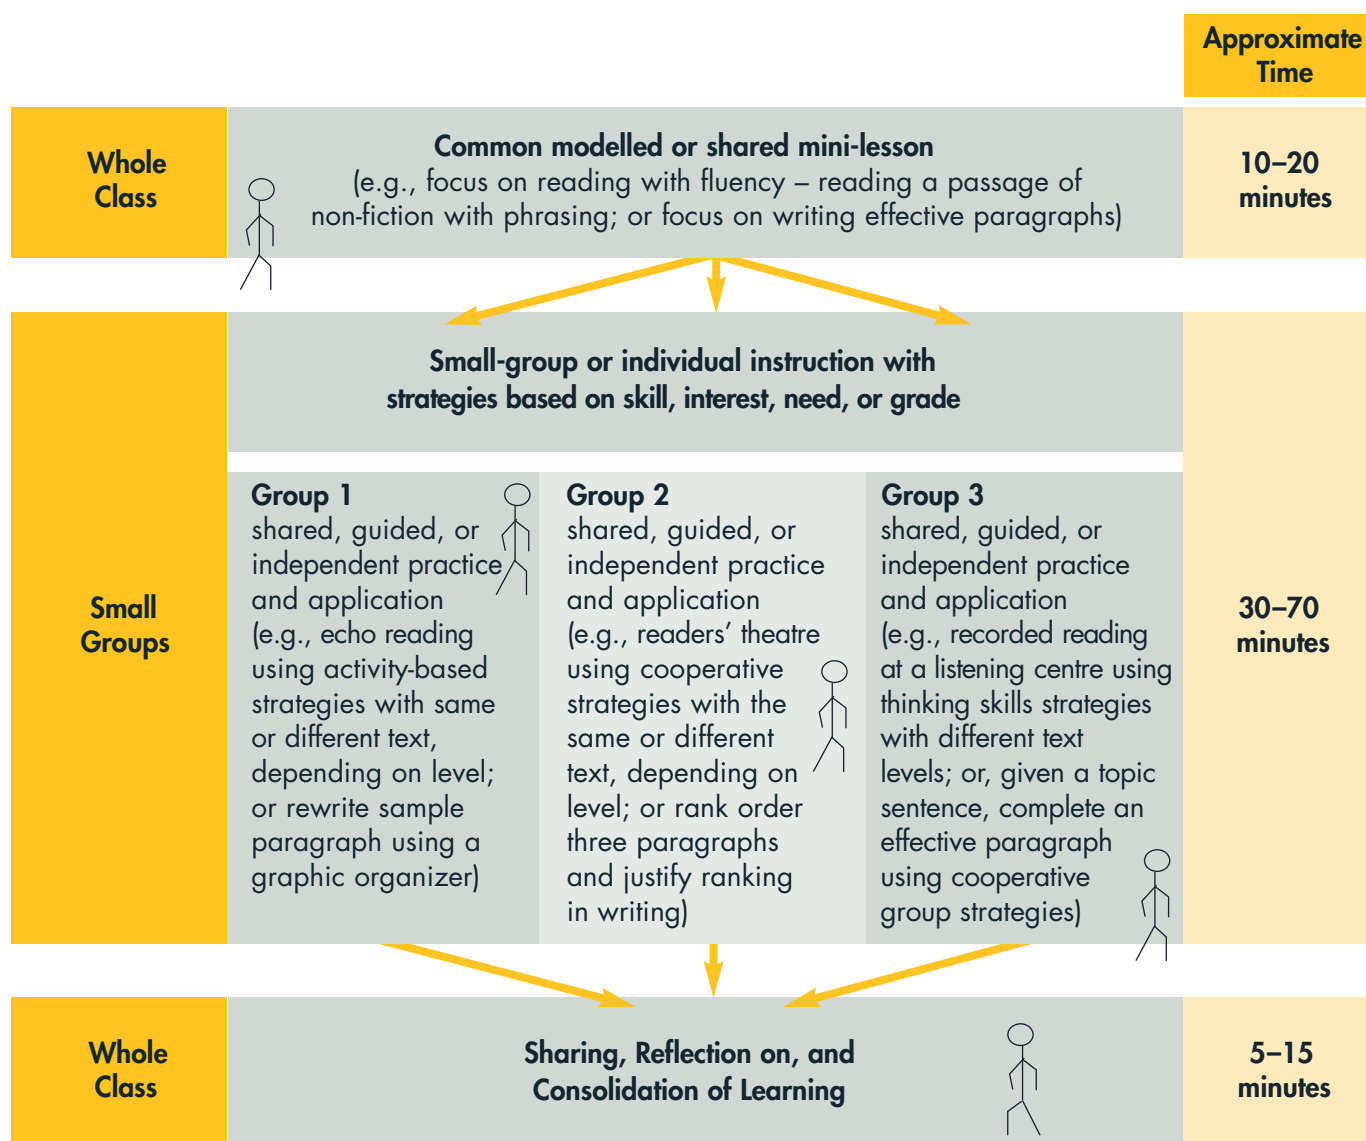 Approximate
Time
Whole
Class
Common modelled or shared mini-lesson
(e.g., focus on reading with fluency – reading a passage of
non-fiction with phrasing; or focus on writing effective paragraphs)
10–20
minutes
Small
Groups
Small-group or individual instruction with
strategies based on skill, interest, need, or grade
Group 1
shared, guided, or
independent practice
and application
(e.g., echo reading
using activity-based
strategies with same
or different text,
depending on level;
or rewrite sample
paragraph using a
graphic organizer)
Group 2
shared, guided, or
independent practice
and application
(e.g., readers’ theatre
using cooperative
strategies with the
same or different
text, depending on
level; or rank order
three paragraphs
and justify ranking
in writing)
Group 3
shared, guided, or
independent practice
and application
(e.g., recorded reading
at a listening centre using
thinking skills strategies
with different text
levels; or, given a topic
sentence, complete an
effective paragraph
using cooperative
group strategies)
30–70
minutes
Whole
Class
Sharing, Reflection on, and
Consolidation of Learning
5–15
minutes